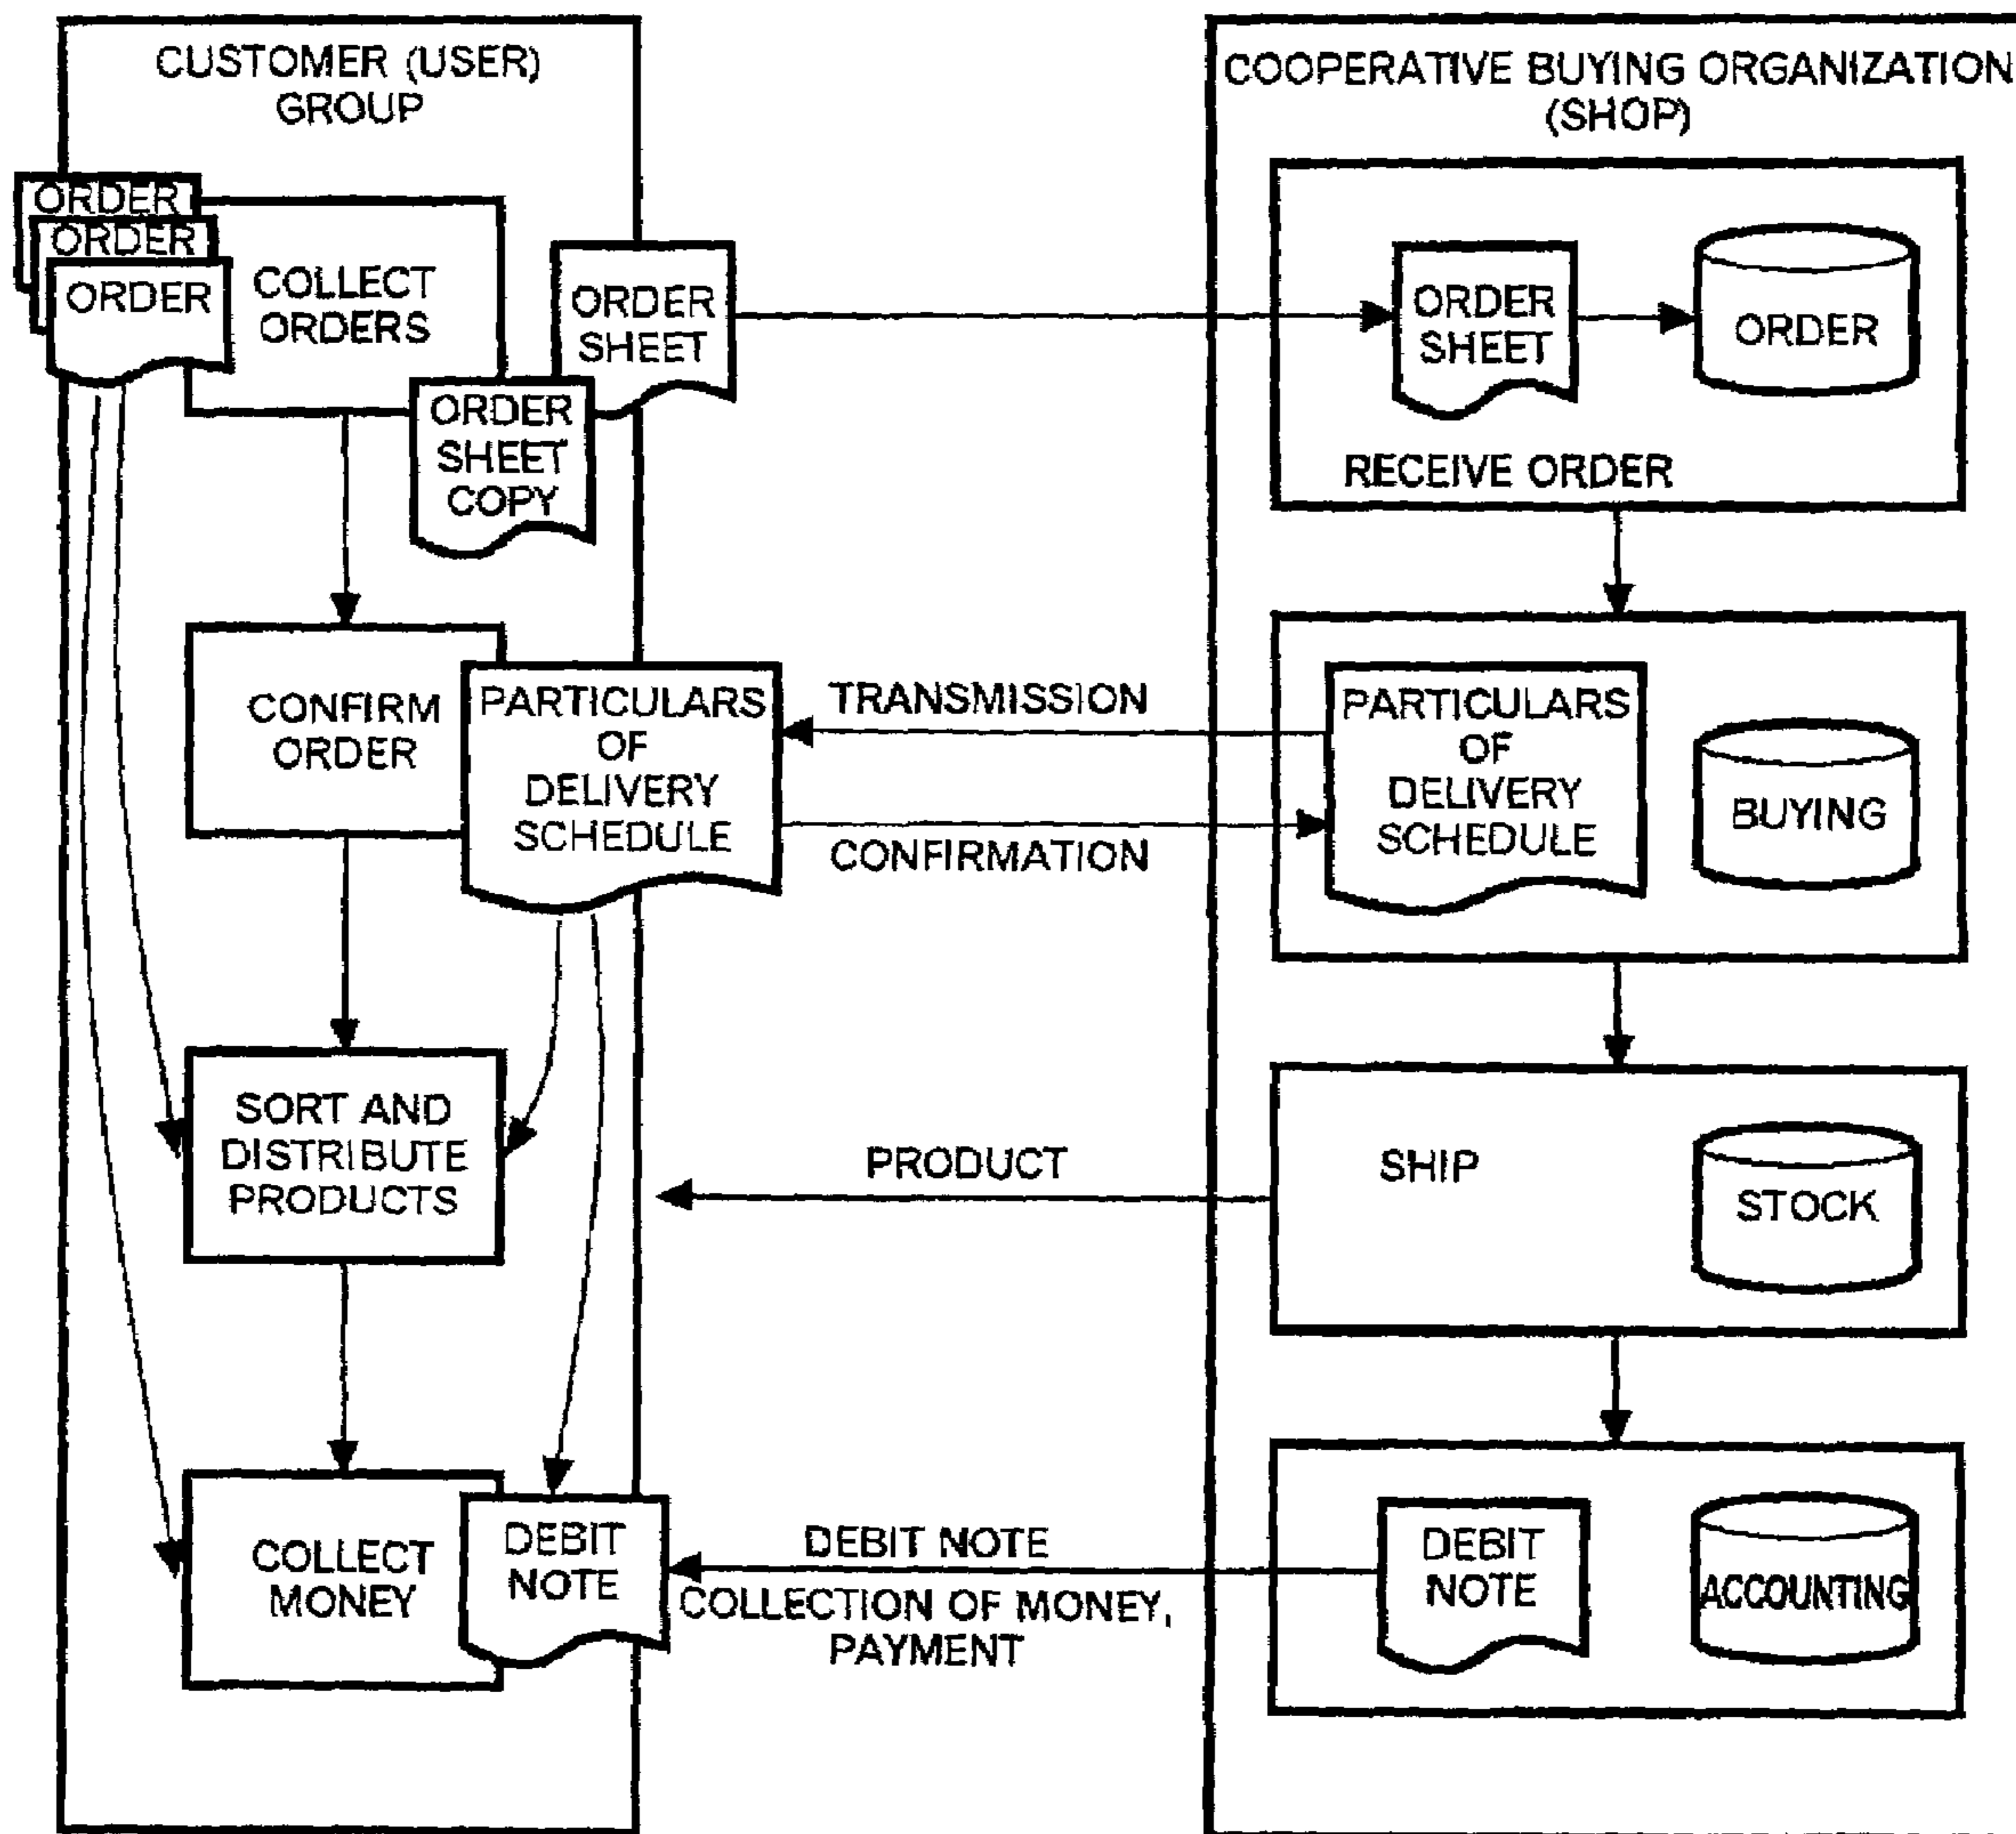 CUSTOMER (USER)
GROUP
ORDER
ORDER
ORDER
COLLECT
ORDERS
ORDER
SHEET
ORDER
SHEET
COPY
CONFIRM
ORDER
PARTICULARS
OF
DELIVERY
SCHEDULE
SORT AND
DISTRIBUTE
PRODUCTS
COLLECT
MONEY
DEBIT
NOTE
TRANSMISSION
CONFIRMATION
PRODUCT
DEBIT NOTE
COLLECTION OF MONEY,
PAYMENT
COOPERATIVE BUYING ORGANIZATION
(SHOP)
ORDER
SHEET
ORDER
RECEIVE ORDER
PARTICULARS
OF
DELIVERY
SCHEDULE
BUYING
SHIP
STOCK
DEBIT
NOTE
ACCOUNTING